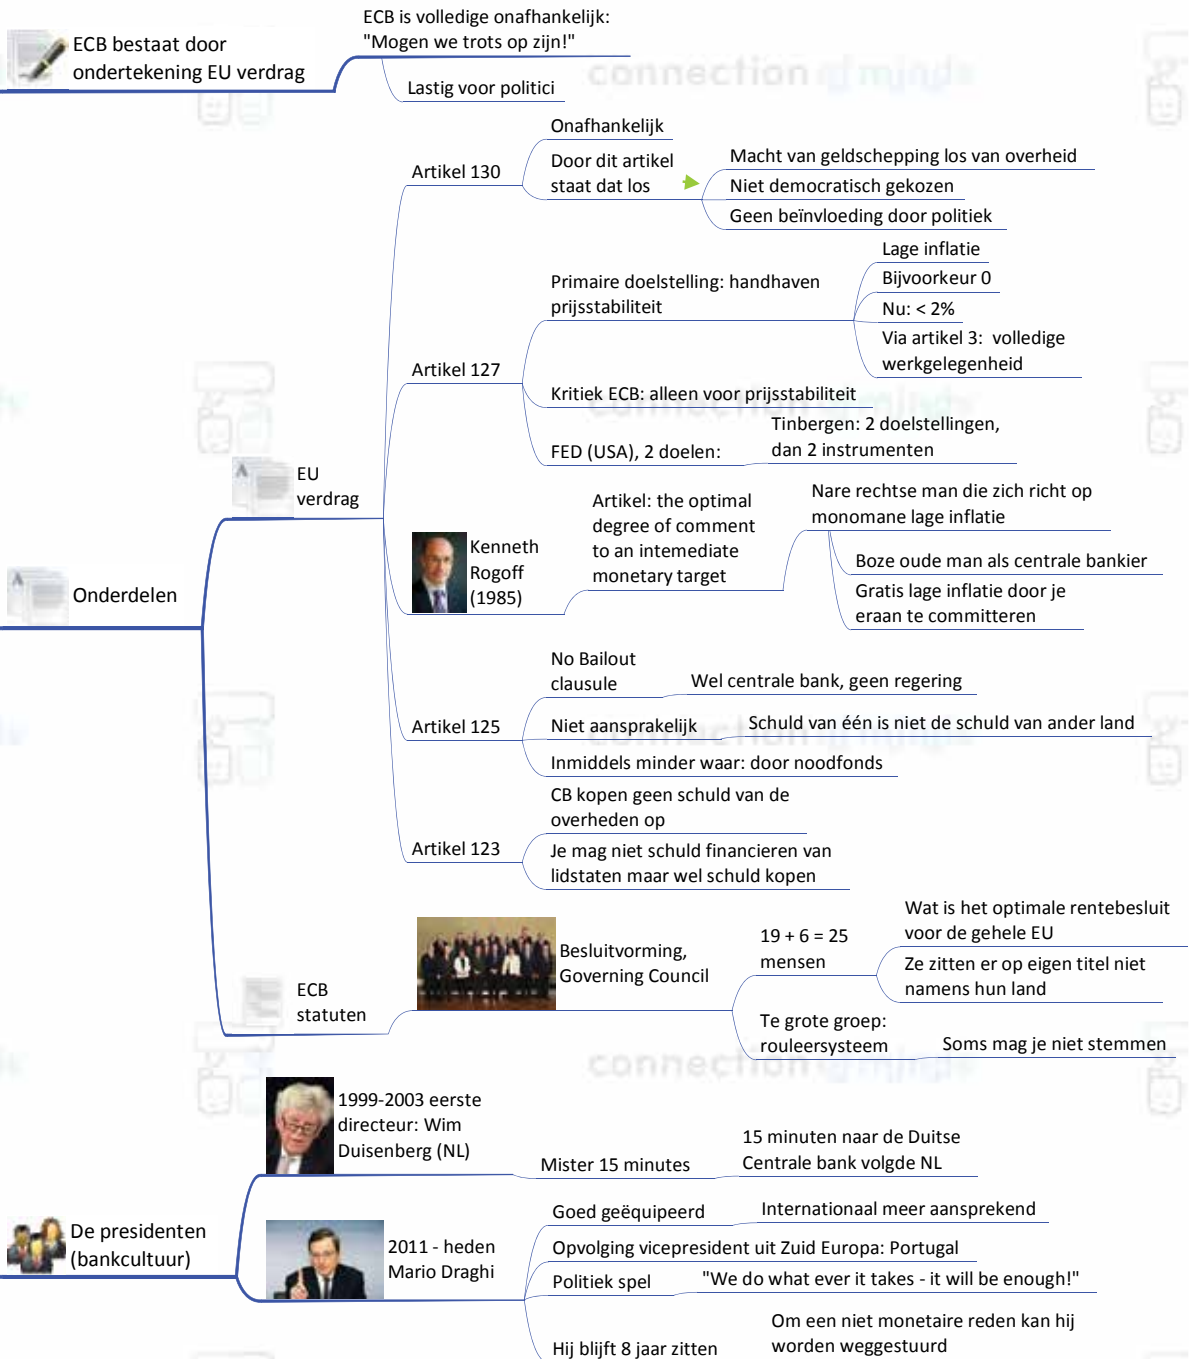 ECB is volledige onafhankelijk:
"Mogen we trots op zijn!"
ECB bestaat door
ondertekening EU verdrag
Lastig voor politici
connection of minds
Onafhankelijk
Artikel 130
Door dit artikel
staat dat los
Macht van geldschepping los van overheid
Niet democratisch gekozen
Geen beïnvloeding door politiek
Lage inflatie
Primaire doelstelling: handhaven
prijsstabiliteit
Bijvoorkeur 0
Nu: < 2%
Via artikel 3:  volledige
werkgelegenheid
Artikel 127
Kritiek ECB: alleen voor prijsstabiliteit
connection of minds
FED (USA), 2 doelen:
Tinbergen: 2 doelstellingen,
dan 2 instrumenten
EU
verdrag
Kenneth
Rogoff
(1985)
Artikel: the optimal
degree of comment
to an intemediate
monetary target
Nare rechtse man die zich richt op
monomane lage inflatie
Boze oude man als centrale bankier
Gratis lage inflatie door je
eraan te committeren
Onderdelen
No Bailout
clausule
Wel centrale bank, geen regering
Artikel 125
Niet aansprakelijk
Schuld van één is niet de schuld van ander land
connection of minds
Inmiddels minder waar: door noodfonds
CB kopen geen schuld van de
overheden op
Artikel 123
Je mag niet schuld financieren van
lidstaten maar wel schuld kopen
ECB
statuten
Besluitvorming,
Governing Council
19 + 6 = 25
mensen
Wat is het optimale rentebesluit
voor de gehele EU
Ze zitten er op eigen titel niet
namens hun land
Te grote groep:
rouleersysteem
Soms mag je niet stemmen
connection of minds
1999-2003 eerste
directeur: Wim
Duisenberg (NL)
Mister 15 minutes
15 minuten naar de Duitse
Centrale bank volgde NL
De presidenten
(bankcultuur)
2011 - heden
Mario Draghi
Goed geëquipeerd
Internationaal meer aansprekend
Opvolging vicepresident uit Zuid Europa: Portugal
Politiek spel
"We do what ever it takes - it will be enough!"
Hij blijft 8 jaar zitten
Om een niet monetaire reden kan hij
worden weggestuurd